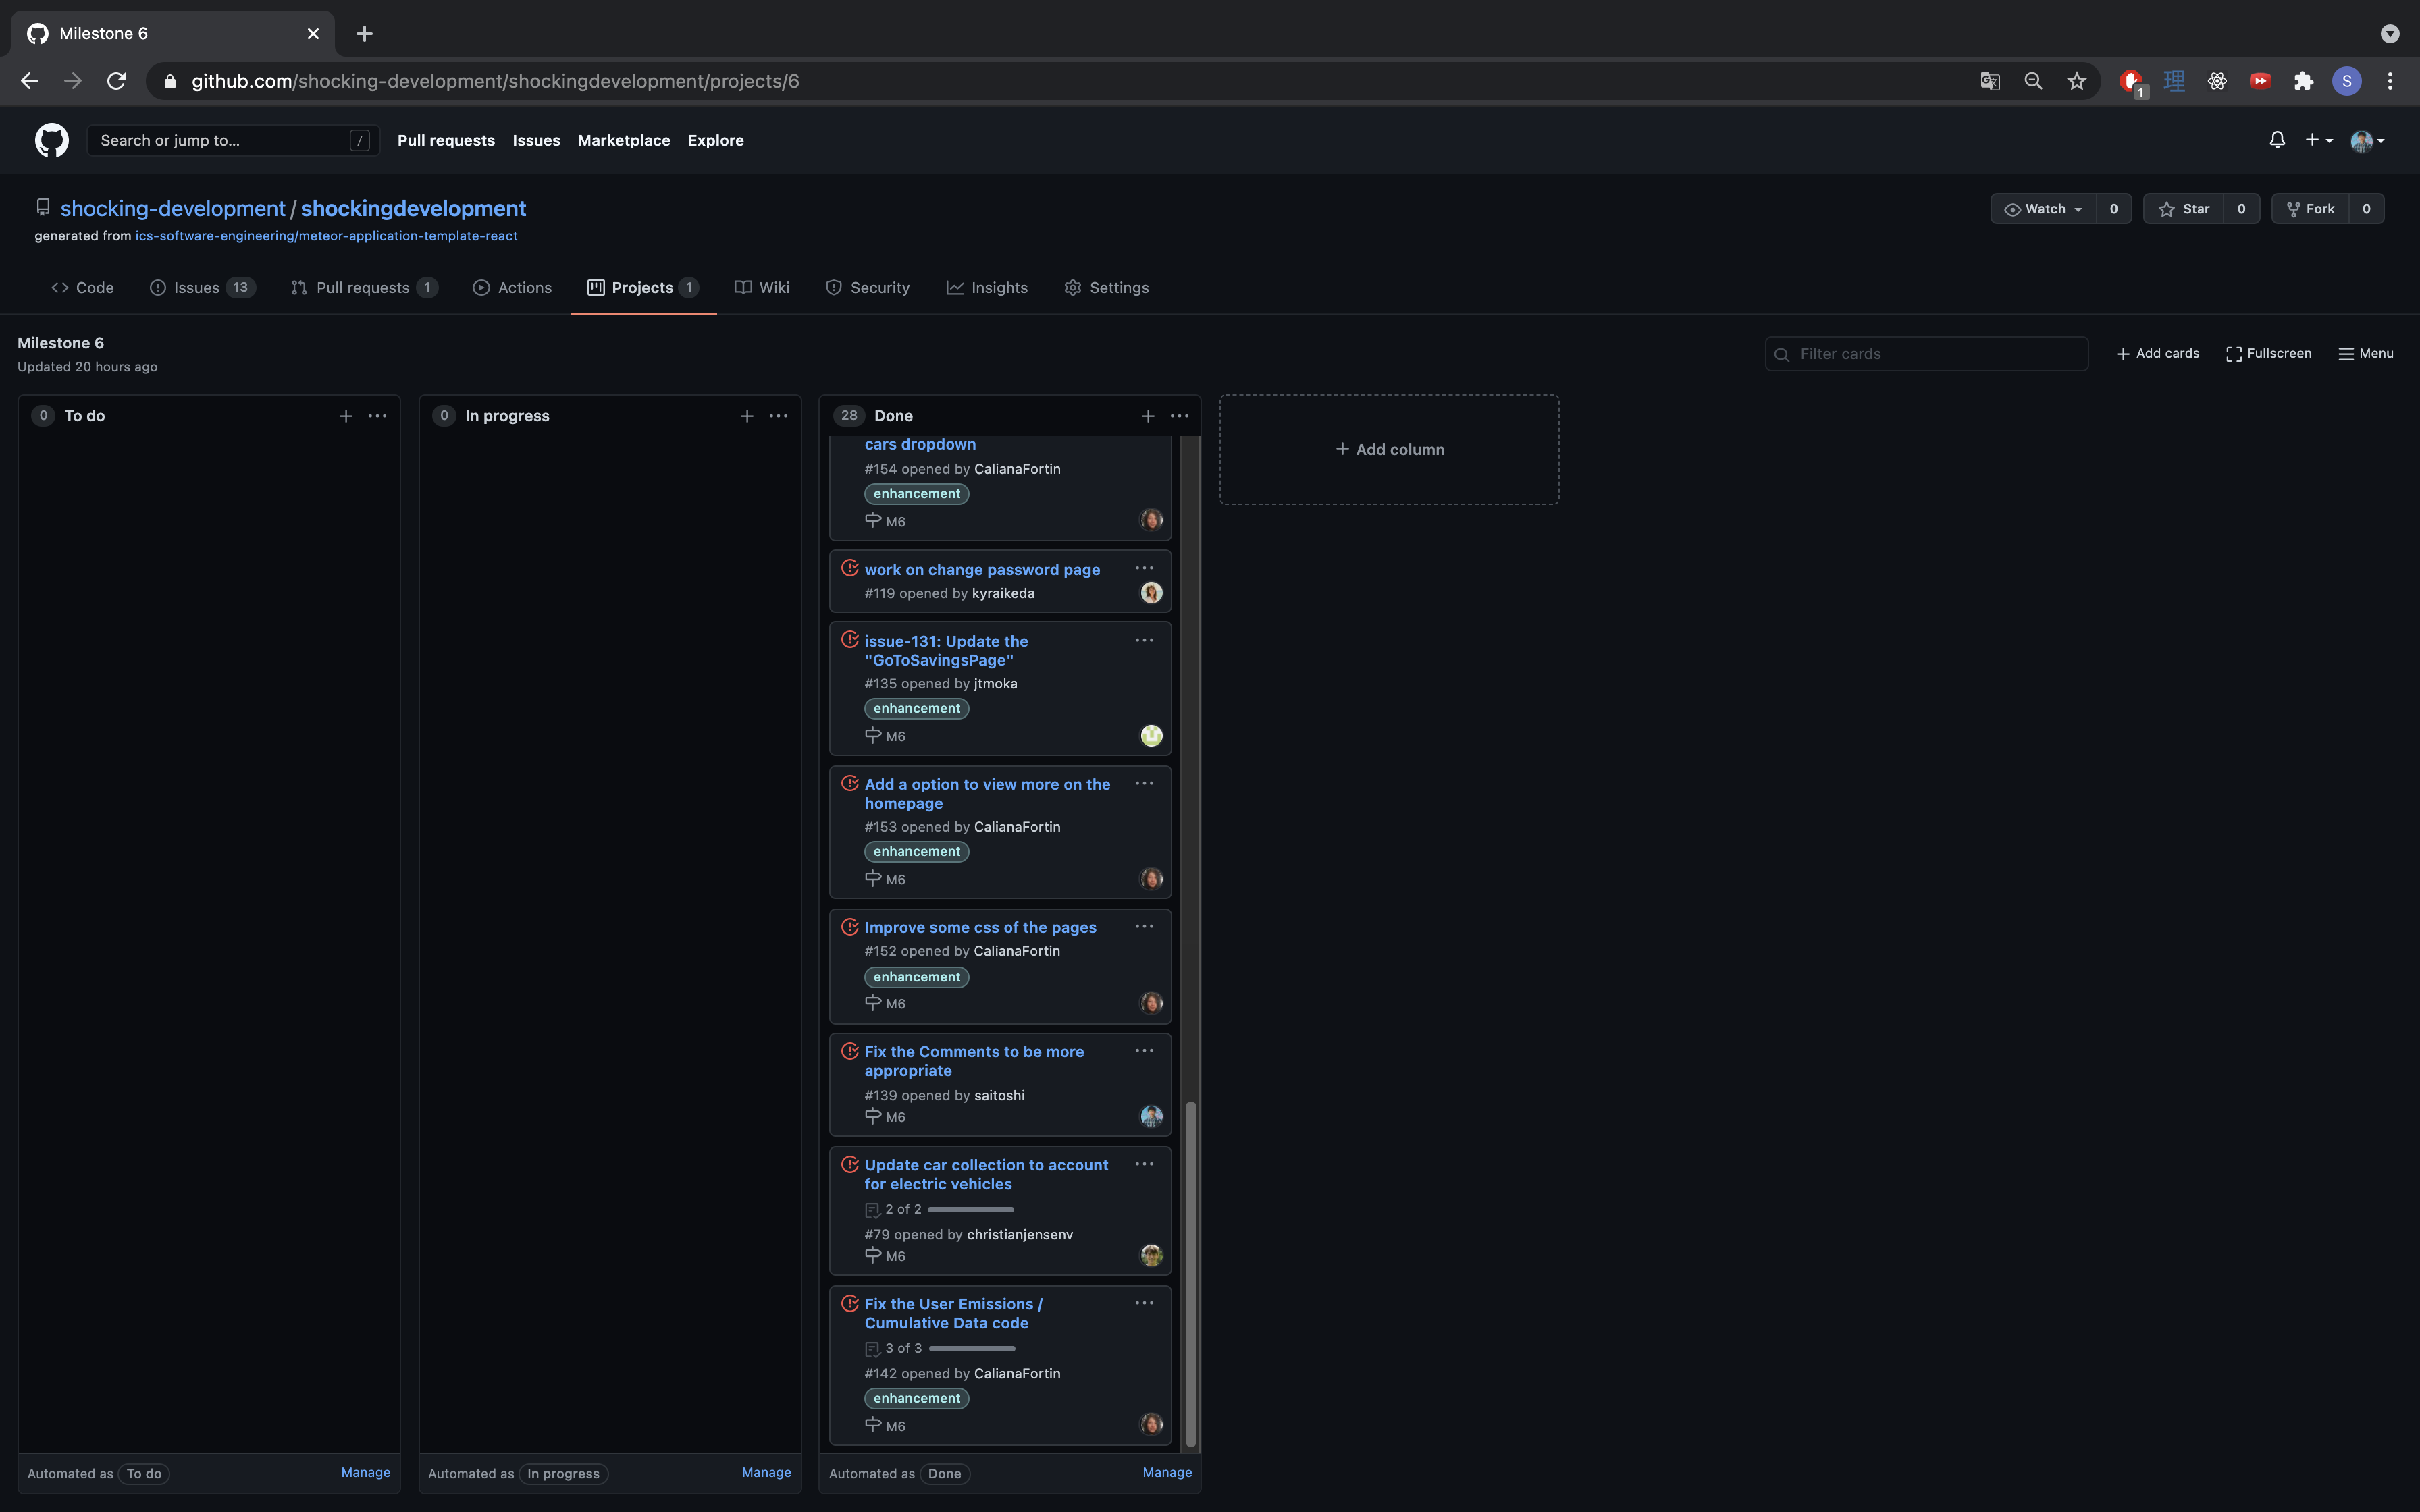 Milestone 6
github.com/shocking-development/shockingdevelopment/projects/6
1
理
S
Search or jump to...
/
Pull requests
Issues
Marketplace
Explore
shocking-development / shockingdevelopment
generated from ics-software-engineering/meteor-application-template-react
Watch 0
Star 0
Fork 0
Code
Issues 13
Pull requests 1
Actions
Projects 1
Wiki
Security
Insights
Settings
Milestone 6
Updated 20 hours ago
Filter cards
Add cards
Fullscreen
Menu
0 To do
0 In progress
28 Done
Add column
cars dropdown
#154 opened by CalianaFortin
enhancement
M6
work on change password page
#119 opened by kyraikeda
issue-131: Update the
"GoToSavingsPage"
#135 opened by jtmoka
enhancement
M6
Add a option to view more on the
homepage
#153 opened by CalianaFortin
enhancement
M6
Improve some css of the pages
#152 opened by CalianaFortin
enhancement
M6
Fix the Comments to be more
appropriate
#139 opened by saitoshi
M6
Update car collection to account
for electric vehicles
2 of 2
#79 opened by christianjensenv
M6
Fix the User Emissions /
Cumulative Data code
3 of 3
#142 opened by CalianaFortin
enhancement
M6
Automated as To do Manage
Automated as In progress Manage
Automated as Done Manage